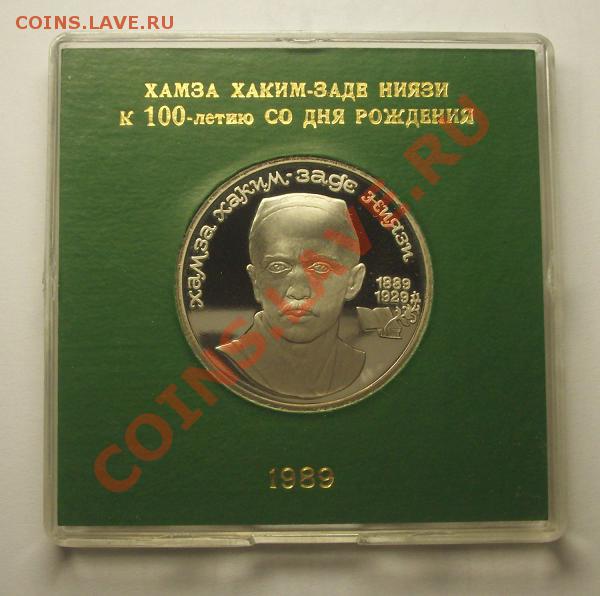 COINS.LAVE.RU
ХАМЗА ХАКИМ-ЗАДЕ НИЯЗИ
К 100-летию СО ДНЯ РОЖДЕНИЯ
ХАМЗА ХАКИМ-ЗАДЕ НИЯЗИ
1889
1929
COINS.LAVE.RU
1989